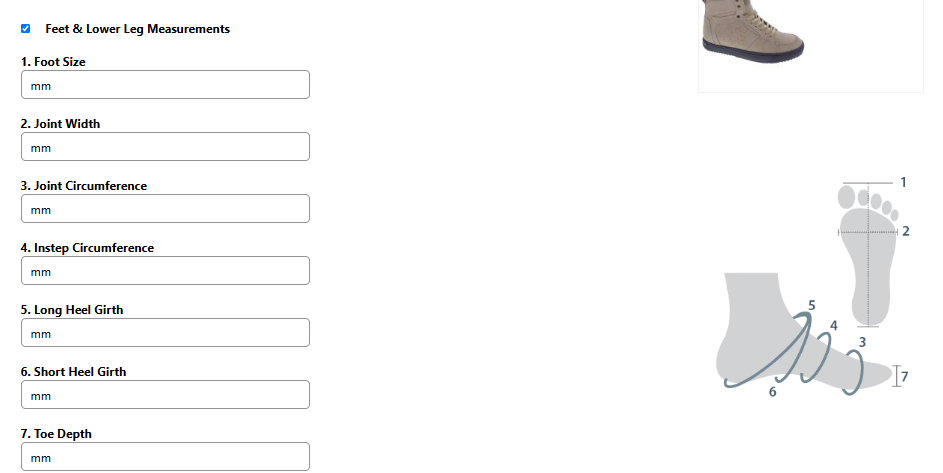 Feet & Lower Leg Measurements
1. Foot Size
mm
2. Joint Width
mm
3. Joint Circumference
mm
4. Instep Circumference
mm
5. Long Heel Girth
mm
6. Short Heel Girth
mm
7. Toe Depth
mm
1
2
5
4
3
7
6